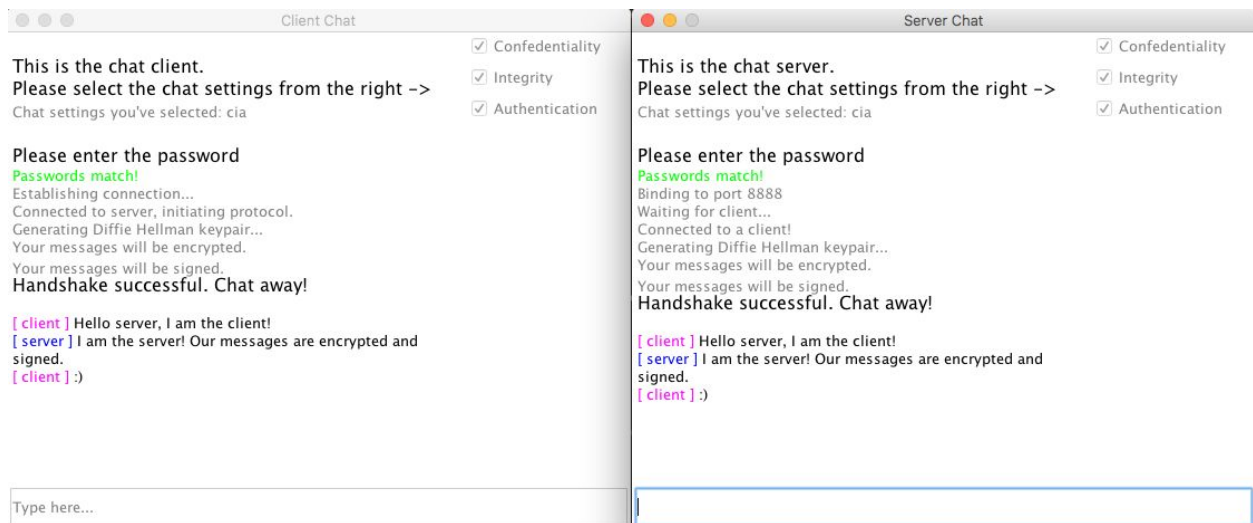 Client Chat
This is the chat client.
Please select the chat settings from the right ->
Chat settings you've selected: cia
Confedentiality
Integrity
Authentication
Please enter the password
Passwords match!
Establishing connection...
Connected to server, initiating protocol.
Generating Diffie Hellman keypair...
Your messages will be encrypted.
Your messages will be signed.
Handshake successful. Chat away!
[ client ] Hello server, I am the client!
[ server ] I am the server! Our messages are encrypted and
signed.
[ client ] :)
Type here...
Server Chat
This is the chat server.
Please select the chat settings from the right ->
Chat settings you've selected: cia
Confedentiality
Integrity
Authentication
Please enter the password
Passwords match!
Binding to port 8888
Waiting for client...
Connected to a client!
Generating Diffie Hellman keypair...
Your messages will be encrypted.
Your messages will be signed.
Handshake successful. Chat away!
[ client ] Hello server, I am the client!
[ server ] I am the server! Our messages are encrypted and
signed.
[ client ] :)